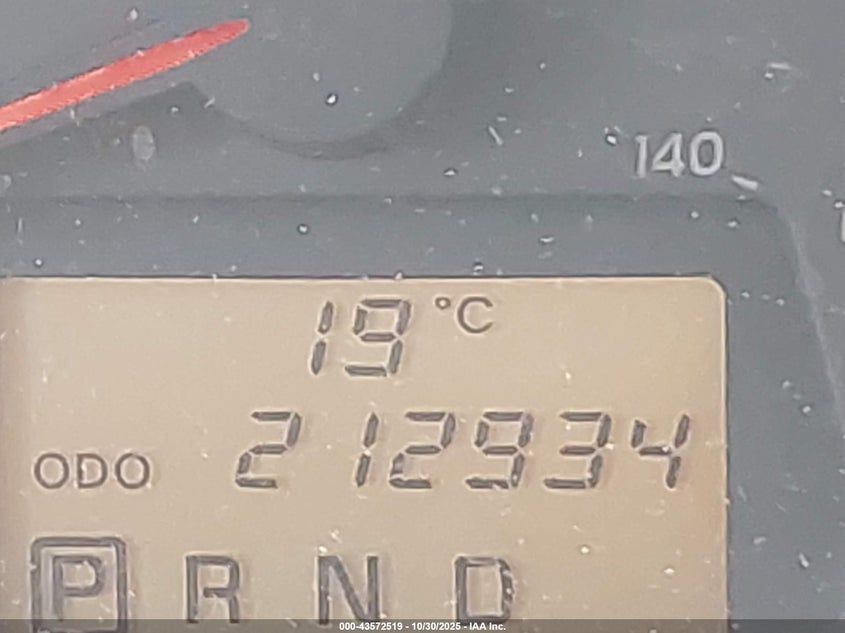 140
19 °C
ODO 212934
P R N D
000-43572519 - 10/30/2025 - IAA Inc.